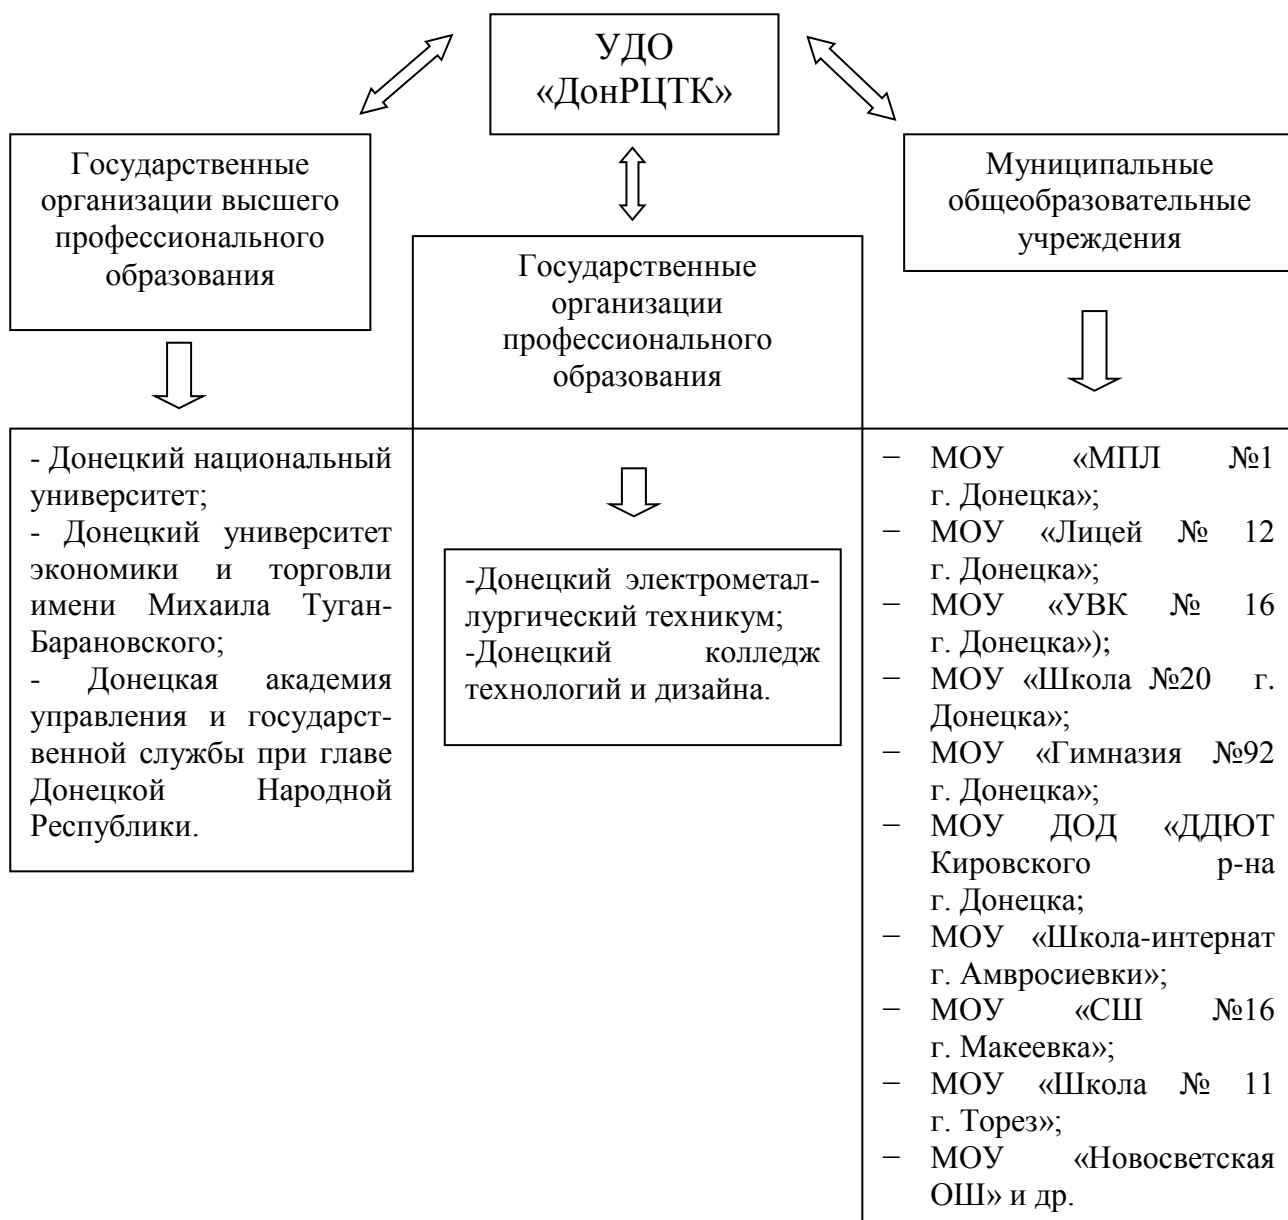 УДО
«ДонРЦТК»
Государственные
организации высшего
профессионального
образования
Государственные
организации
профессионального
образования
Муниципальные
общеобразовательные
учреждения
- Донецкий национальный
университет;
- Донецкий университет
экономики и торговли
имени Михаила Туган-
Барановского;
- Донецкая академия
управления и государст-
венной службы при главе
Донецкой Народной
Республики.
-Донецкий электрометал-
лургический техникум;
-Донецкий колледж
технологий и дизайна.
− МОУ «МПЛ №1
г. Донецка»;
− МОУ «Лицей № 12
г. Донецка»;
− МОУ «УВК № 16
г. Донецка»);
− МОУ «Школа №20 г.
Донецка»;
− МОУ «Гимназия №92
г. Донецка»;
− МОУ ДОД «ДДЮТ
Кировского р-на
г. Донецка;
− МОУ «Школа-интернат
г. Амвросиевки»;
− МОУ «СШ №16
г. Макеевка»;
− МОУ «Школа № 11
г. Торез»;
− МОУ «Новосветская
ОШ» и др.